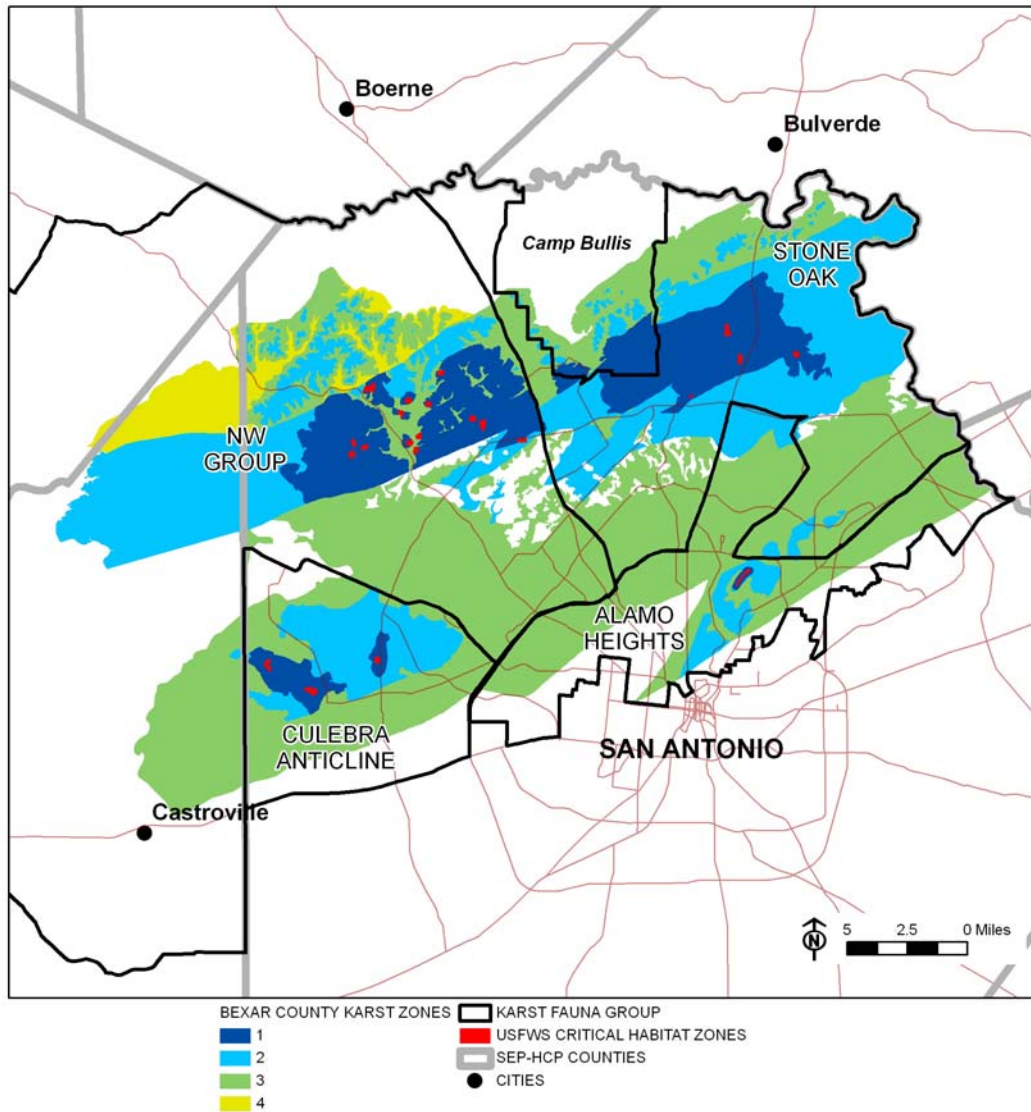 Boerne
Bulverde
Camp Bullis
STONE
OAK
NW
GROUP
ALAMO
HEIGHTS
CULEBRA
ANTICLINE
SAN ANTONIO
Castroville
N
5 2.5 0 Miles
BEXAR COUNTY KARST ZONES
1
2
3
4
KARST FAUNA GROUP
USFWS CRITICAL HABITAT ZONES
SEP-HCP COUNTIES
CITIES